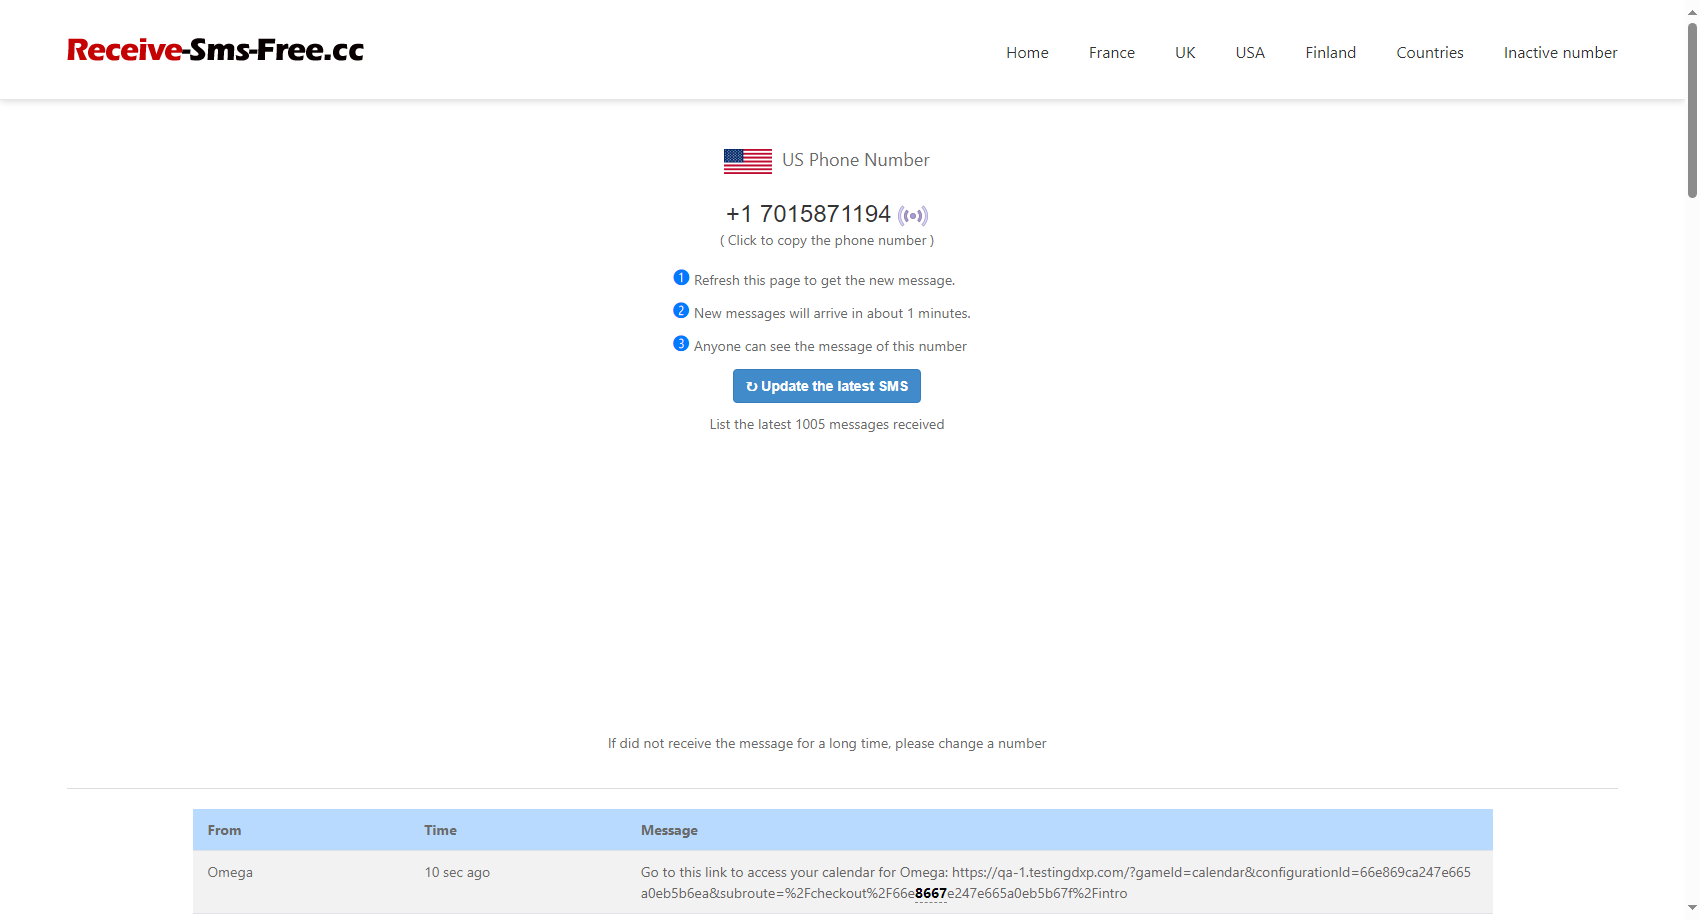 Receive-Sms-Free.cc
Home France UK USA Finland Countries Inactive number
US Phone Number
+1 7015871194
( Click to copy the phone number )
1 Refresh this page to get the new message.
2 New messages will arrive in about 1 minutes.
3 Anyone can see the message of this number
↻ Update the latest SMS
List the latest 1005 messages received
If did not receive the message for a long time, please change a number
From Time Message
Omega 10 sec ago Go to this link to access your calendar for Omega: https://qa-1.testingdxp.com/?gameId=calendar&configurationId=66e869ca247e665
a0eb5b6ea&subroute=%2Fcheckout%2F66e8667e247e665a0eb5b67f%2Fintro